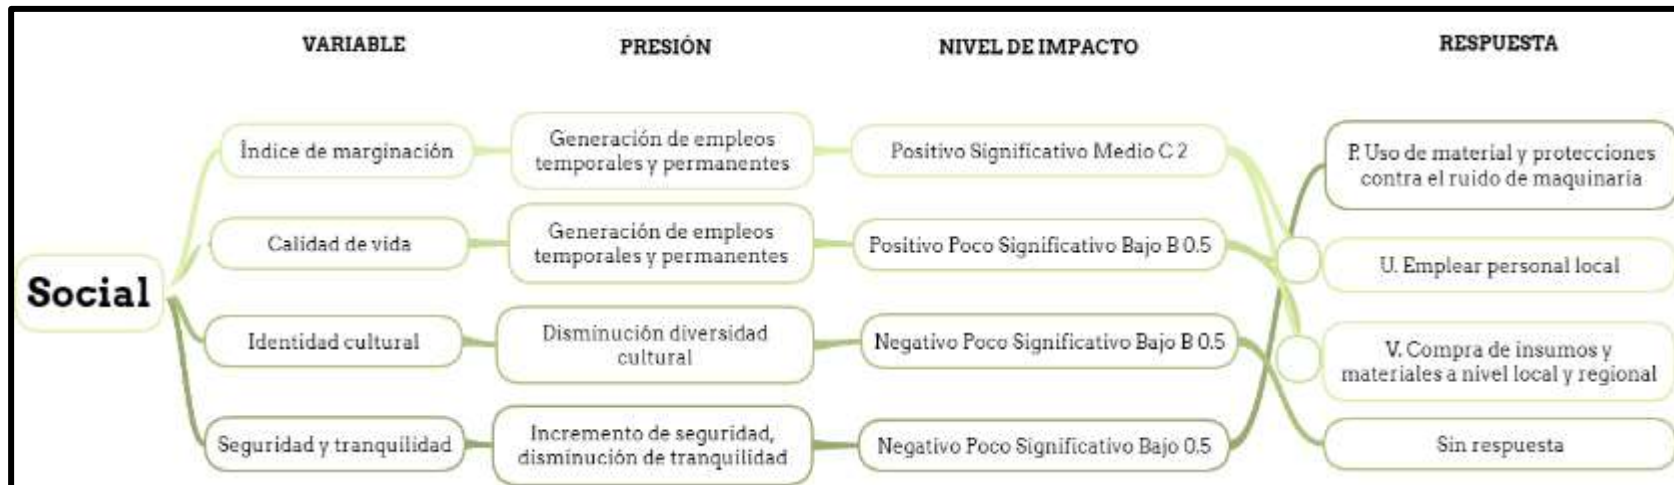 VARIABLE
PRESIÓN
NIVEL DE IMPACTO
RESPUESTA
Social
Índice de marginación
Generación de empleos
temporales y permanentes
Positivo Significativo Medio C 2
P. Uso de material y protecciones
contra el ruido de maquinaria
Calidad de vida
Generación de empleos
temporales y permanentes
Positivo Poco Significativo Bajo B 0.5
U. Emplear personal local
Identidad cultural
Disminución diversidad
cultural
Negativo Poco Significativo Bajo B 0.5
V. Compra de insumos y
materiales a nivel local y regional
Seguridad y tranquilidad
Incremento de seguridad,
disminución de tranquilidad
Negativo Poco Significativo Bajo 0.5
Sin respuesta